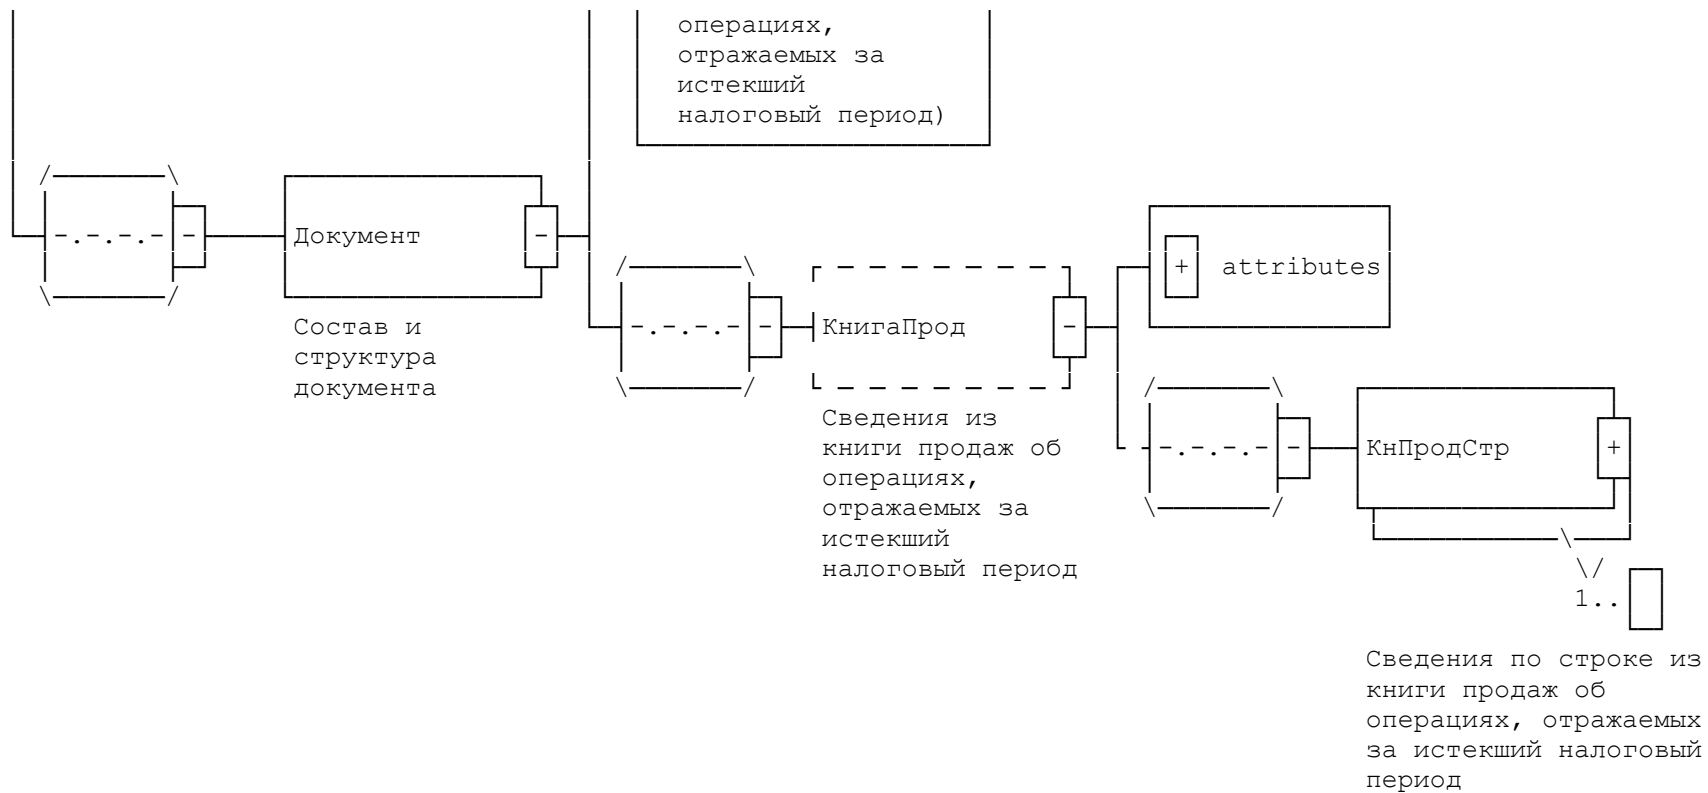 операциях,
отражаемых за
истекший
налоговый период)
-.-.-.-
-
Документ
-
+ attributes
-.-.-.-
-
КнигаПрод
-
Состав и
структура
документа
Сведения из
книги продаж об
операциях,
отражаемых за
истекший
налоговый период
-.-.-.-
-
КнПродСтр
+
1..
Сведения по строке из
книги продаж об
операциях, отражаемых
за истекший налоговый
период